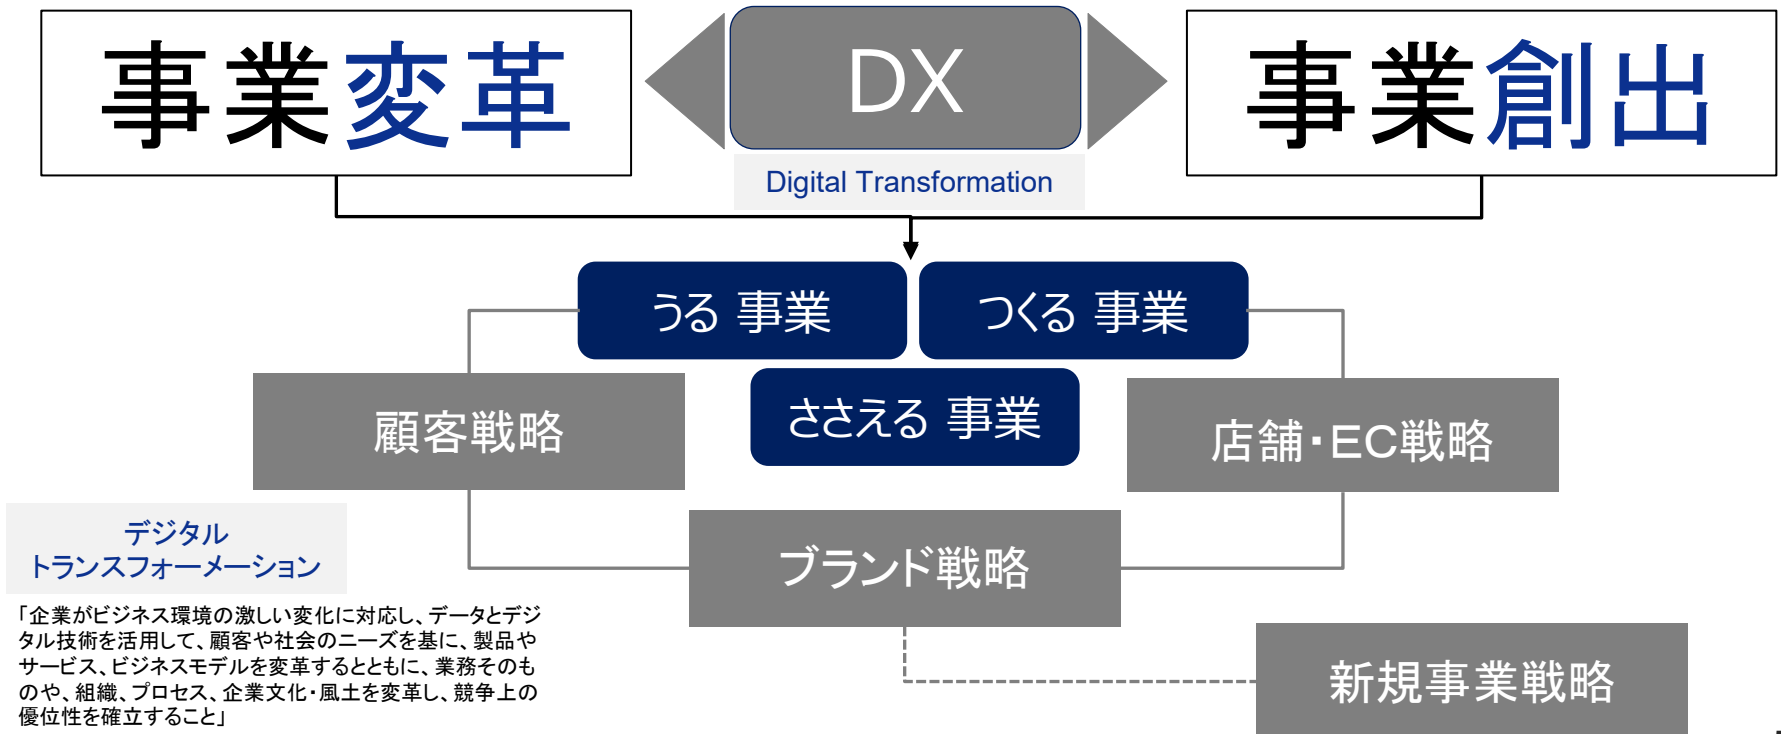 事業変革
DX
事業創出
Digital Transformation
うる 事業
つくる 事業
ささえる 事業
顧客戦略
店舗・EC戦略
ブランド戦略
新規事業戦略
デジタル
トランスフォーメーション
「企業がビジネス環境の激しい変化に対応し、データとデジ
タル技術を活用して、顧客や社会のニーズを基に、製品や
サービス、ビジネスモデルを変革するとともに、業務そのも
のや、組織、プロセス、企業文化・風土を変革し、競争上の
優位性を確立すること」